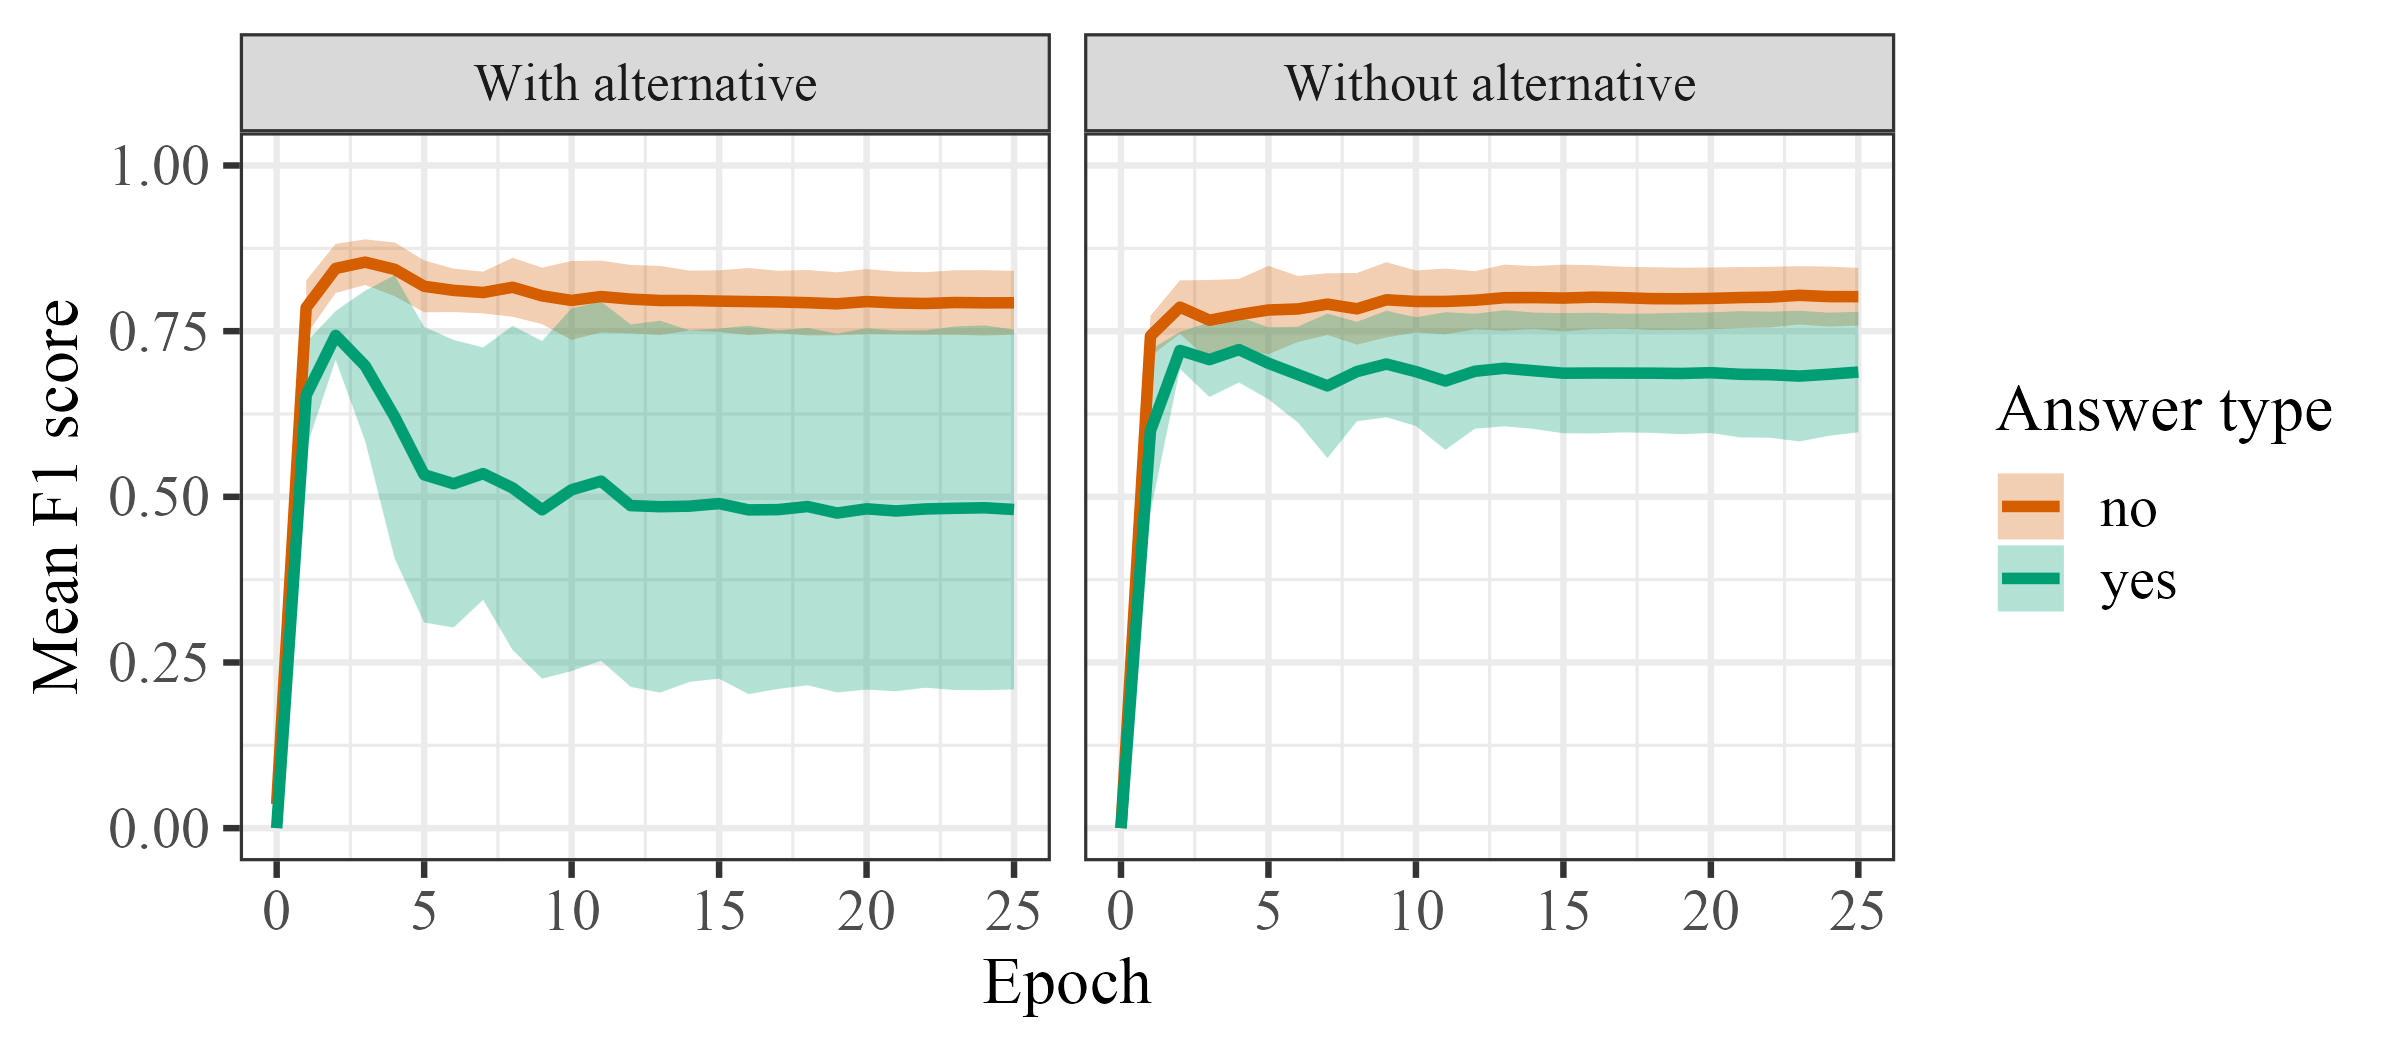 With alternative
Without alternative
1.00
0.75
0.50
0.25
0.00
Mean F1 score
0 5 10 15 20 25
0 5 10 15 20 25
Epoch
Answer type
no
yes